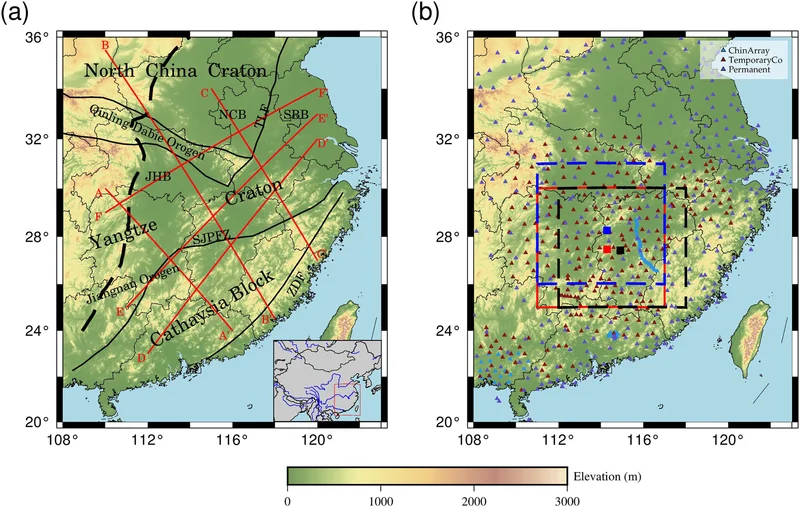 (a)
(b)
36°
32°
28°
24°
20°
108°
112°
116°
120°
B
North China Craton
C
F'
NCB
TLF
SBB
E'
Qinling-Dabie Orogen
D'
JHB
A
Craton
F
Yangtze
SJPFZ
C'
Jiangnan Orogen
ZDF
E
Cathaysia Block
B'
A'
D
36°
32°
28°
24°
20°
108°
112°
116°
120°
ChinArray
TemporaryCo
Permanent
Elevation (m)
0
1000
2000
3000